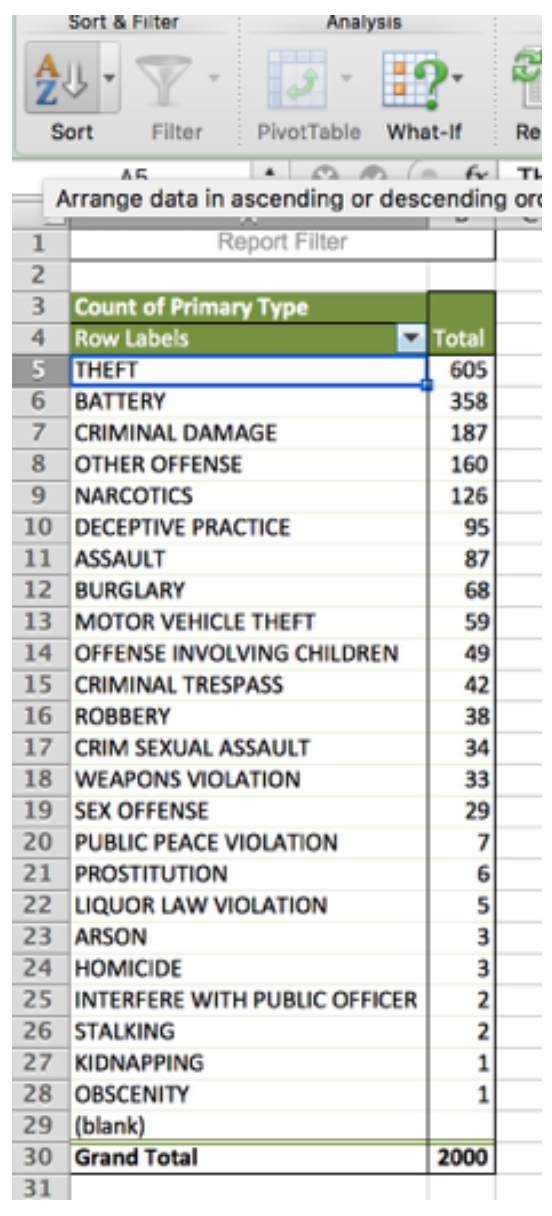 Sort & Filter Analysis
Sort Filter PivotTable What-If Re
A5 fx
Arrange data in ascending or descending
1 Report Filter
2
3 Count of Primary Type
4 Row Labels Total
5 THEFT 605
6 BATTERY 358
7 CRIMINAL DAMAGE 187
8 OTHER OFFENSE 160
9 NARCOTICS 126
10 DECEPTIVE PRACTICE 95
11 ASSAULT 87
12 BURGLARY 68
13 MOTOR VEHICLE THEFT 59
14 OFFENSE INVOLVING CHILDREN 49
15 CRIMINAL TRESPASS 42
16 ROBBERY 38
17 CRIM SEXUAL ASSAULT 34
18 WEAPONS VIOLATION 33
19 SEX OFFENSE 29
20 PUBLIC PEACE VIOLATION 7
21 PROSTITUTION 6
22 LIQUOR LAW VIOLATION 5
23 ARSON 3
24 HOMICIDE 3
25 INTERFERE WITH PUBLIC OFFICER 2
26 STALKING 2
27 KIDNAPPING 1
28 OBSCENITY 1
29 (blank)
30 Grand Total 2000
31